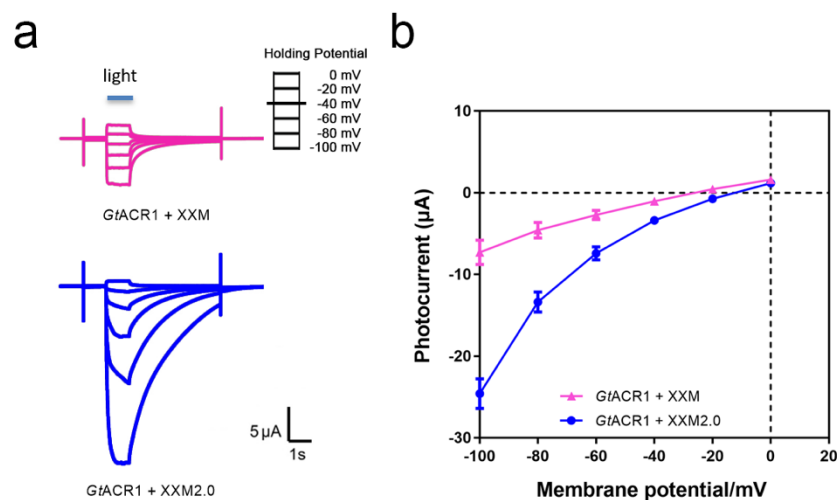 a
light
Holding Potential
0 mV
-20 mV
-40 mV
-60 mV
-80 mV
-100 mV
GtACR1 + XXM
GtACR1 + XXM2.0
5 µA
1s
b
Photocurrent (µA)
10
0
-10
-20
-30
GtACR1 + XXM
GtACR1 + XXM2.0
-100 -80 -60 -40 -20 0 20
Membrane potential/mV